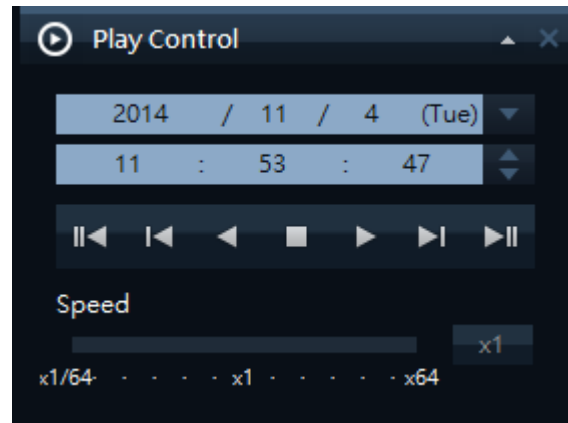 Play Control
2014 / 11 / 4 (Tue)
11 : 53 : 47
Speed
x1
x1/64 · · · · · x1 · · · · · x64